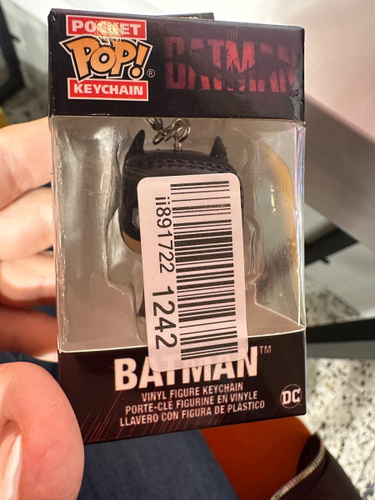 POCKET
POP!®
KEYCHAIN
THE
BATMAN
ii891722 1242
BATMAN™
VINYL FIGURE KEYCHAIN
PORTE-CLÉ FIGURINE EN VINYLE
LLAVERO CON FIGURA DE PLÁSTICO
DC